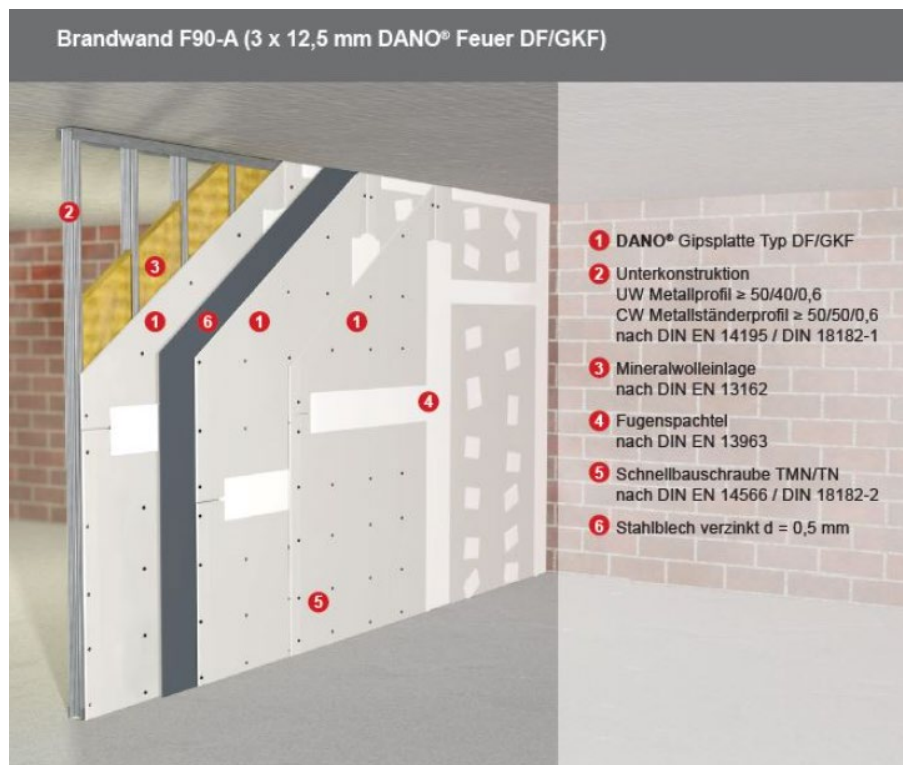 Brandwand F90-A (3 x 12,5 mm DANO® Feuer DF/GKF)
2
3
1
6
1
1
4
5
1 DANO® Gipsplatte Typ DF/GKF
2 Unterkonstruktion
UW Metallprofil ≥ 50/40/0,6
CW Metallständerprofil ≥ 50/50/0,6
nach DIN EN 14195 / DIN 18182-1
3 Mineralwolleinlage
nach DIN EN 13162
4 Fugenspachtel
nach DIN EN 13963
5 Schnellbauschraube TMN/TN
nach DIN EN 14566 / DIN 18182-2
6 Stahlblech verzinkt d = 0,5 mm